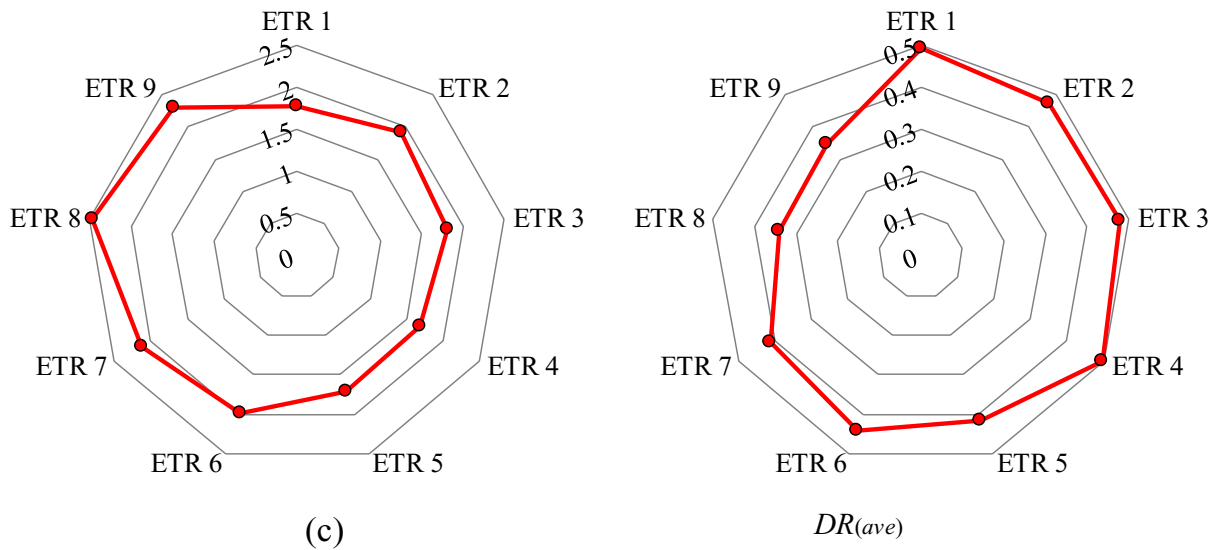 ETR 1
ETR 2
ETR 3
ETR 4
ETR 5
ETR 6
ETR 7
ETR 8
ETR 9
2.5
2
1.5
1
0.5
0
(c)
ETR 1
ETR 2
ETR 3
ETR 4
ETR 5
ETR 6
ETR 7
ETR 8
ETR 9
0.5
0.4
0.3
0.2
0.1
0
DR(ave)